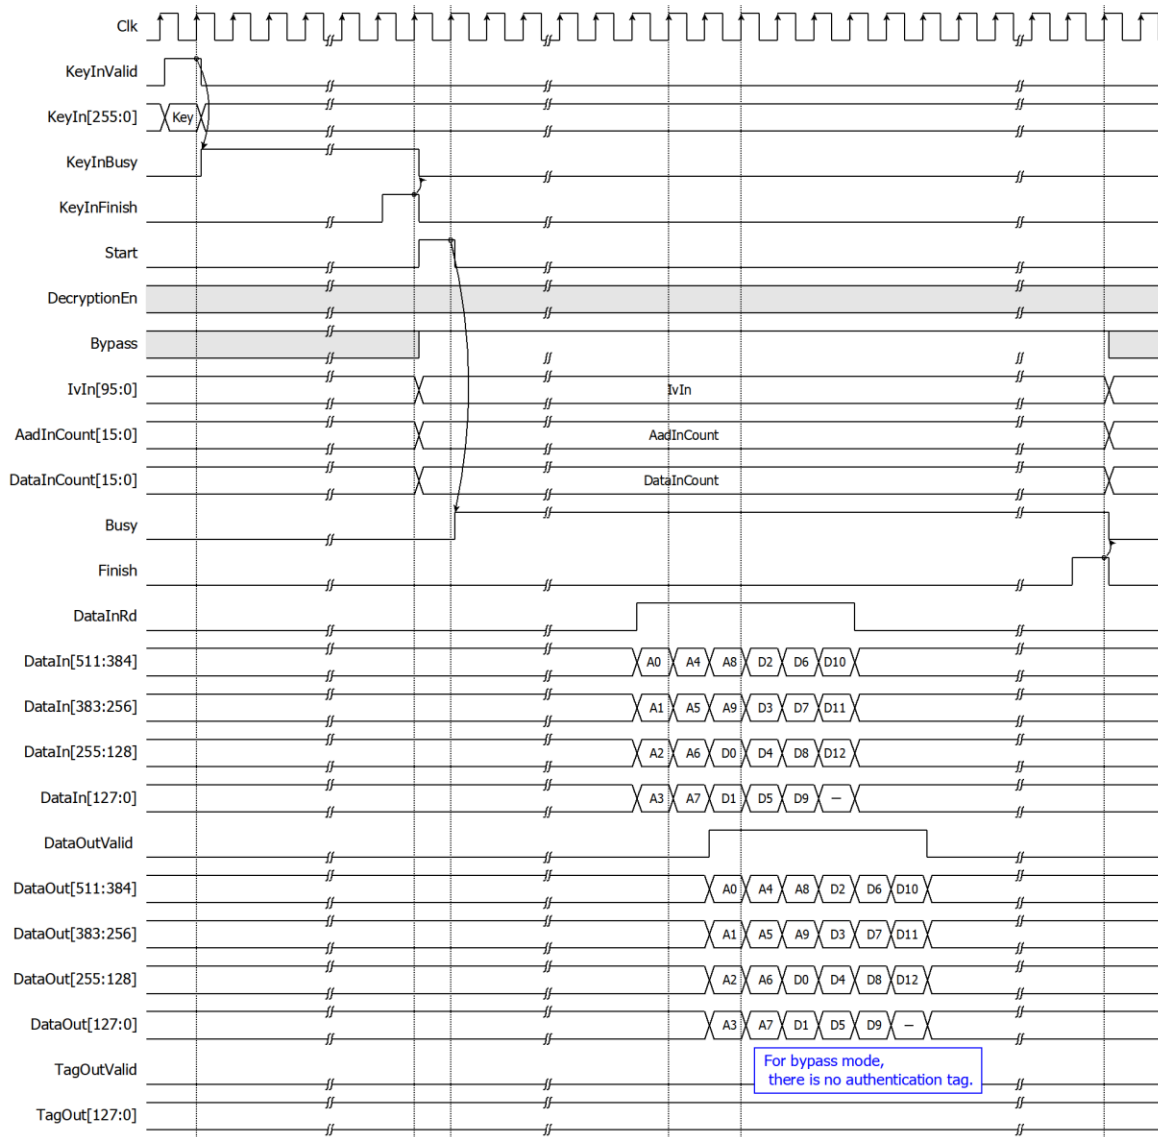 Clk
KeyInValid
KeyIn[255:0] Key
KeyInBusy
KeyInFinish
Start
DecryptionEn
Bypass
IvIn[95:0] IvIn
AadInCount[15:0] AadInCount
DataInCount[15:0] DataInCount
Busy
Finish
DataInRd
DataIn[511:384] A0 A4 A8 D2 D6 D10
DataIn[383:256] A1 A5 A9 D3 D7 D11
DataIn[255:128] A2 A6 D0 D4 D8 D12
DataIn[127:0] A3 A7 D1 D5 D9 –
DataOutValid
DataOut[511:384] A0 A4 A8 D2 D6 D10
DataOut[383:256] A1 A5 A9 D3 D7 D11
DataOut[255:128] A2 A6 D0 D4 D8 D12
DataOut[127:0] A3 A7 D1 D5 D9 –
For bypass mode,
there is no authentication tag.
TagOutValid
TagOut[127:0]